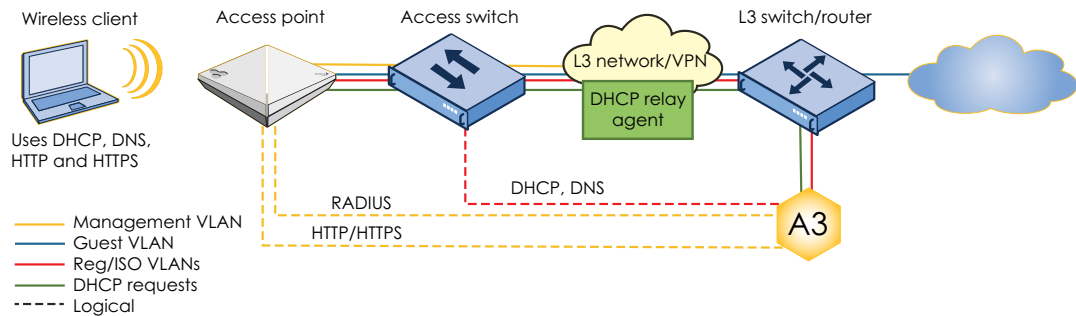 Wireless client
Access point
Access switch
L3 switch/router
L3 network/VPN
DHCP relay
agent
Uses DHCP, DNS,
HTTP and HTTPS
DHCP, DNS
RADIUS
HTTP/HTTPS
A3
Management VLAN
Guest VLAN
Reg/ISO VLANs
DHCP requests
Logical